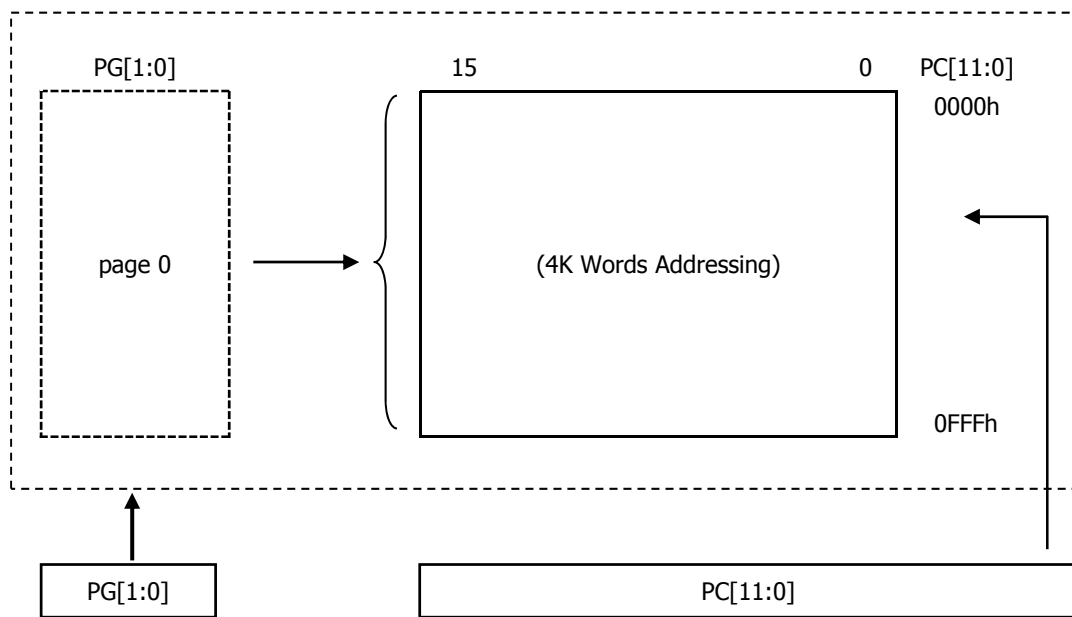 PG[1:0] 15 0 PC[11:0]
0000h
page 0 (4K Words Addressing)
0FFFh
PG[1:0] PC[11:0]